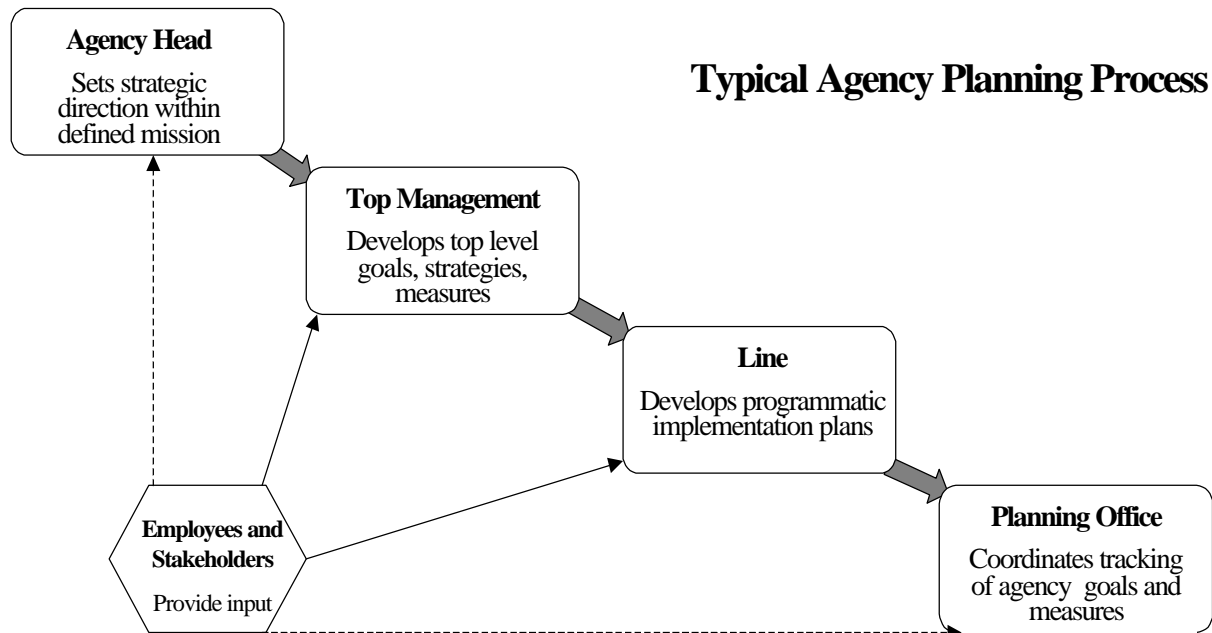 Typical Agency Planning Process
Agency Head
Sets strategic
direction within
defined mission
Top Management
Develops top level
goals, strategies,
measures
Line
Develops programmatic
implementation plans
Employees and
Stakeholders
Provide input
Planning Office
Coordinates tracking
of agency goals and
measures